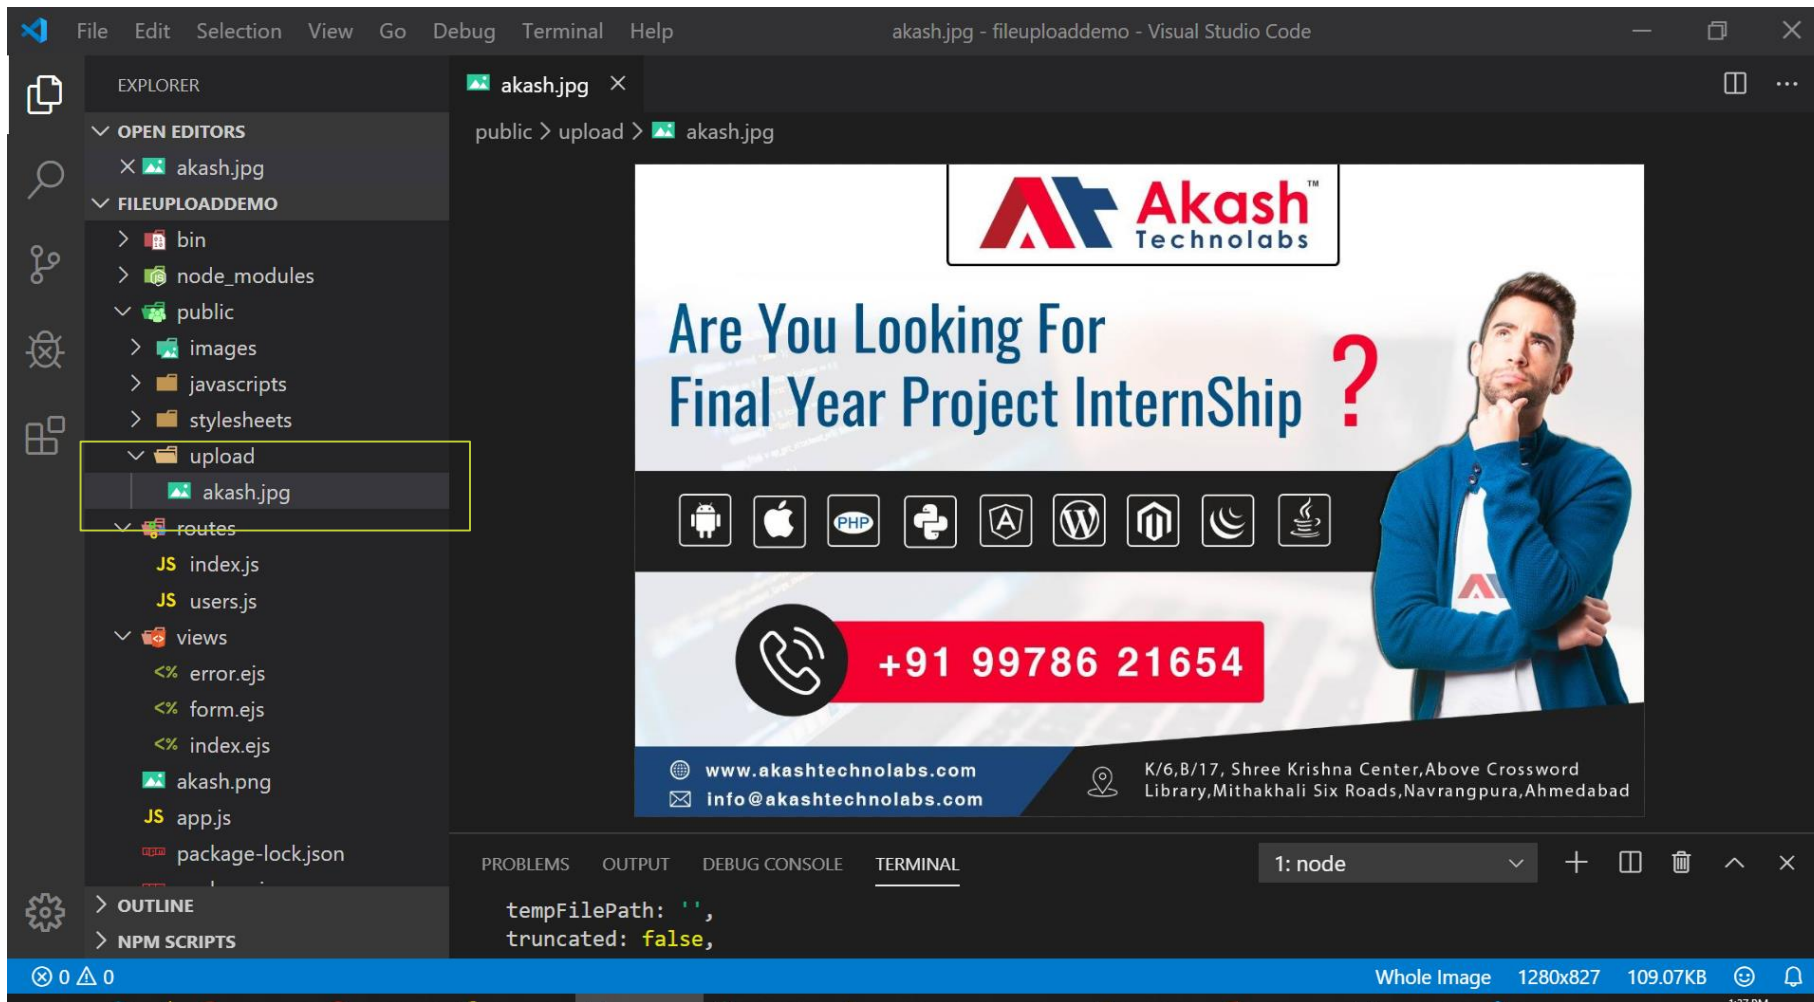 File Edit Selection View Go Debug Terminal Help akash.jpg - fileuploaddemo - Visual Studio Code
EXPLORER
OPEN EDITORS
akash.jpg
FILEUPLOADDEMO
bin
node_modules
public
images
javascripts
stylesheets
upload
akash.jpg
routes
JS index.js
JS users.js
views
<% error.ejs
<% form.ejs
<% index.ejs
akash.png
JS app.js
package-lock.json
OUTLINE
NPM SCRIPTS
akash.jpg
public > upload > akash.jpg
Akash™
Technolabs
Are You Looking For
Final Year Project InternShip ?
PHP
+91 99786 21654
www.akashtechnolabs.com
info@akashtechnolabs.com
K/6,B/17, Shree Krishna Center,Above Crossword
Library,Mithakhali Six Roads,Navrangpura,Ahmedabad
PROBLEMS OUTPUT DEBUG CONSOLE TERMINAL 1: node
tempFilePath: '',
truncated: false,
0 0 Whole Image 1280x827 109.07KB